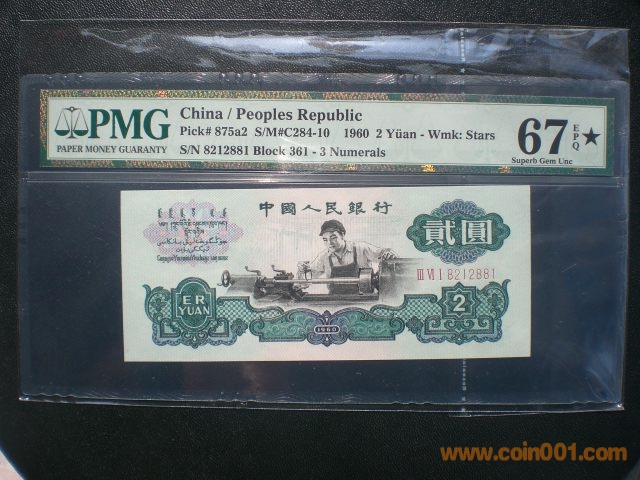 PMG
PAPER MONEY GUARANTY
China / Peoples Republic
Pick# 875a2 S/M#C284-10 1960 2 Yüan - Wmk: Stars
S/N 8212881 Block 361 - 3 Numerals
67 EPQ ★
Superb Gem Unc
中國人民銀行
貳圓
III VI I 8212881
ER
YUAN
1960
2
www.coin001.com